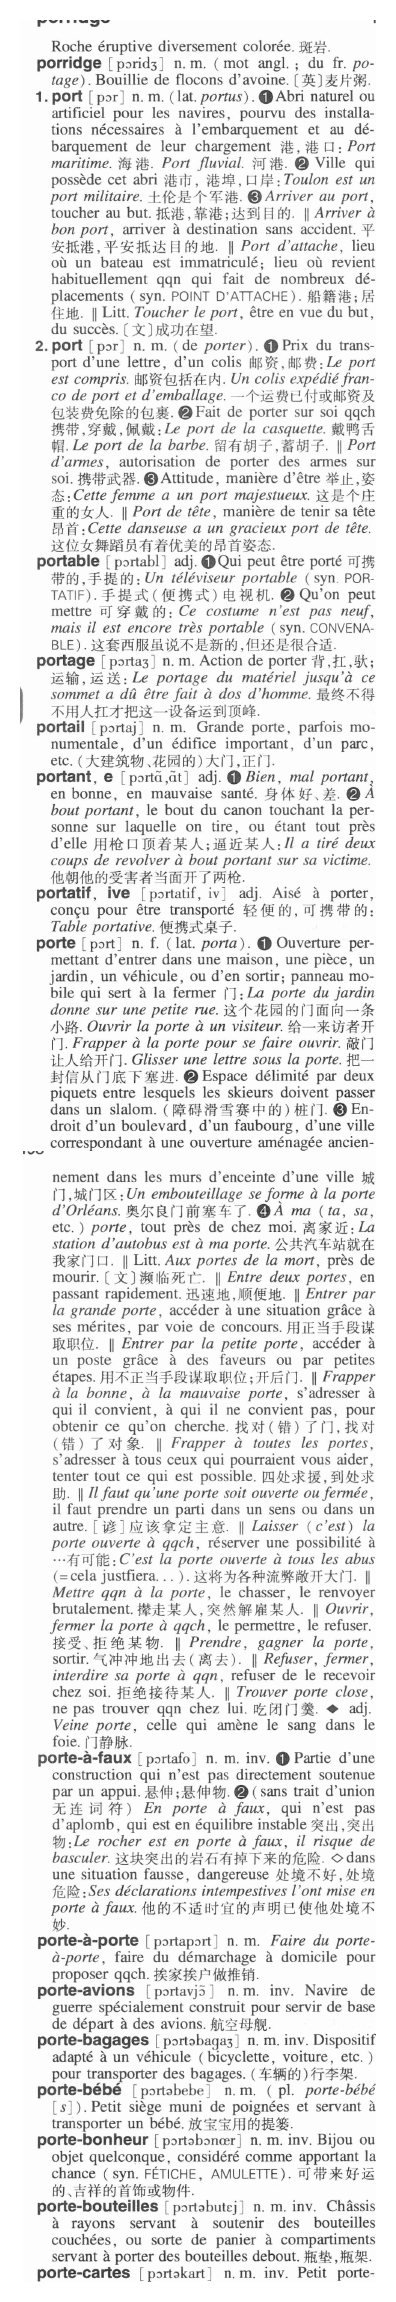 Roche éruptive diversement colorée. 斑岩.
porridge [pɔridʒ] n. m. (mot angl. ; du fr. po-
tage). Bouillie de flocons d'avoine. [英]麦片粥.
1. port [pɔr] n. m. (lat. portus). ❶Abri naturel ou
artificiel pour les navires, pourvu des installa-
tions nécessaires à l'embarquement et au dé-
barquement de leur chargement 港,港口: Port
maritime. 海港. Port fluvial. 河港. ❷ Ville qui
possède cet abri 港市, 港埠,口岸:Toulon est un
port militaire. 土伦是个军港. ❸ Arriver au port,
toucher au but. 抵港,靠港;达到目的. ‖ Arriver à
bon port, arriver à destination sans accident. 平
安抵港,平安抵达目的地. ‖ Port d'attache, lieu
où un bateau est immatriculé; lieu où revient
habituellement qqn qui fait de nombreux dé-
placements (syn. POINT D'ATTACHE). 船籍港;居
住地. ‖ Litt. Toucher le port, être en vue du but,
du succès. [文]成功在望.
2. port [pɔr] n. m. (de porter). ❶ Prix du trans-
port d'une lettre, d'un colis 邮资,邮费:Le port
est compris. 邮资包括在内. Un colis expédié fran-
co de port et d'emballage. 一个运费已付或邮资及
包装费免除的包裹. ❷ Fait de porter sur soi qqch
携带,穿戴,佩戴:Le port de la casquette. 戴鸭舌
帽. Le port de la barbe. 留有胡子,蓄胡子. ‖ Port
d'armes, autorisation de porter des armes sur
soi. 携带武器. ❸ Attitude, manière d'être 举止,姿
态:Cette femme a un port majestueux. 这是个庄
重的女人. ‖ Port de tête, manière de tenir sa tête
昂首:Cette danseuse a un gracieux port de tête.
这位女舞蹈员有着优美的昂首姿态.
portable [pɔrtabl] adj. ❶Qui peut être porté 可携
带的,手提的: Un téléviseur portable (syn. POR-
TATIF). 手提式(便携式)电视机. ❷ Qu'on peut
mettre 可穿戴的: Ce costume n'est pas neuf,
mais il est encore très portable (syn. CONVENA-
BLE). 这套西服虽说不是新的,但还是很合适.
portage [pɔrtaʒ] n. m. Action de porter 背,扛,驮;
运输,运送: Le portage du matériel jusqu'à ce
sommet a dû être fait à dos d'homme. 最终不得
不用人扛才把这一设备运到顶峰.
portail [pɔrtaj] n. m. Grande porte, parfois mo-
numentale, d'un édifice important, d'un parc,
etc. (大建筑物、花园的)大门,正门.
portant, e [pɔrtɑ̃,ɑ̃t] adj. ❶ Bien, mal portant,
en bonne, en mauvaise santé. 身体好、差. ❷ À
bout portant, le bout du canon touchant la per-
sonne sur laquelle on tire, ou étant tout près
d'elle 用枪口顶着某人;逼近某人:Il a tiré deux
coups de revolver à bout portant sur sa victime.
他朝他的受害者当面开了两枪.
portatif, ive [pɔrtatif, iv] adj. Aisé à porter,
conçu pour être transporté 轻便的,可携带的:
Table portative. 便携式桌子.
porte [pɔrt] n. f. (lat. porta). ❶ Ouverture per-
mettant d'entrer dans une maison, une pièce, un
jardin, un véhicule, ou d'en sortir; panneau mo-
bile qui sert à la fermer 门:La porte du jardin
donne sur une petite rue. 这个花园的门面向一条
小路. Ouvrir la porte à un visiteur. 给一来访者开
门. Frapper à la porte pour se faire ouvrir. 敲门
让人给开门. Glisser une lettre sous la porte. 把一
封信从门底下塞进. ❷ Espace délimité par deux
piquets entre lesquels les skieurs doivent passer
dans un slalom. (障碍滑雪赛中的)桩门. ❸ En-
droit d'un boulevard, d'un faubourg, d'une ville
correspondant à une ouverture aménagée ancien-
nement dans les murs d'enceinte d'une ville 城
门,城门区:Un embouteillage se forme à la porte
d'Orléans. 奥尔良门前塞车了. ❹ À ma (ta, sa,
etc.) porte, tout près de chez moi. 离家近:La
station d'autobus est à ma porte. 公共汽车站就在
我家门口. ‖ Litt. Aux portes de la mort, près de
mourir. [文]濒临死亡. ‖ Entre deux portes, en
passant rapidement. 迅速地,顺便地. ‖ Entrer par
la grande porte, accéder à une situation grâce à
ses mérites, par voie de concours. 用正当手段谋
取职位. ‖ Entrer par la petite porte, accéder à
un poste grâce à des faveurs ou par petites
étapes. 用不正当手段谋取职位;开后门. ‖ Frapper
à la bonne, à la mauvaise porte, s'adresser à
qui il convient, à qui il ne convient pas, pour
obtenir ce qu'on cherche. 找对(错)了门,找对
(错)了对象. ‖ Frapper à toutes les portes,
s'adresser à tous ceux qui pourraient vous aider,
tenter tout ce qui est possible. 四处求援,到处求
助. ‖ Il faut qu'une porte soit ouverte ou fermée,
il faut prendre un parti dans un sens ou dans un
autre. [谚]应该拿定主意. ‖ Laisser (c'est) la
porte ouverte à qqch, réserver une possibilité à
…有可能:C'est la porte ouverte à tous les abus
(=cela justifiera...). 这将为各种流弊敞开大门. ‖
Mettre qqn à la porte, le chasser, le renvoyer
brutalement. 撵走某人,突然解雇某人. ‖ Ouvrir,
fermer la porte à qqch, le permettre, le refuser.
接受、拒绝某物. ‖ Prendre, gagner la porte,
sortir. 气冲冲地出去(离去). ‖ Refuser, fermer,
interdire sa porte à qqn, refuser de le recevoir
chez soi. 拒绝接待某人. ‖ Trouver porte close,
ne pas trouver qqn chez lui. 吃闭门羹. ◆ adj.
Veine porte, celle qui amène le sang dans le
foie. 门静脉.
porte-à-faux [pɔrtafo] n. m. inv. ❶ Partie d'une
construction qui n'est pas directement soutenue
par un appui. 悬伸;悬伸物. ❷ (sans trait d'union
无连词符) En porte à faux, qui n'est pas
d'aplomb, qui est en équilibre instable 突出,突出
物:Le rocher est en porte à faux, il risque de
basculer. 这块突出的岩石有掉下来的危险. ◇dans
une situation fausse, dangereuse 处境不好,处境
危险:Ses déclarations intempestives l'ont mise en
porte à faux. 他的不适时宜的声明已使他处境不
妙.
porte-à-porte [pɔrtapɔrt] n. m. Faire du porte-
à-porte, faire du démarchage à domicile pour
proposer qqch. 挨家挨户做推销.
porte-avions [pɔrtavjɔ̃] n. m. inv. Navire de
guerre spécialement construit pour servir de base
de départ à des avions. 航空母舰.
porte-bagages [pɔrtəbagaʒ] n. m. inv. Dispositif
adapté à un véhicule (bicyclette, voiture, etc.)
pour transporter des bagages. (车辆的)行李架.
porte-bébé [pɔrtəbebe] n. m. (pl. porte-bébé
[s]). Petit siège muni de poignées et servant à
transporter un bébé. 放宝宝用的提篓.
porte-bonheur [pɔrtəbɔnœr] n. m. inv. Bijou ou
objet quelconque, considéré comme apportant la
chance (syn. FÉTICHE, AMULETTE). 可带来好运
的、吉祥的首饰或物件.
porte-bouteilles [pɔrtəbutɛj] n. m. inv. Châssis
à rayons servant à soutenir des bouteilles
couchées, ou sorte de panier à compartiments
servant à porter des bouteilles debout. 瓶垫,瓶架.
porte-cartes [pɔrtəkart] n. m. inv. Petit porte-